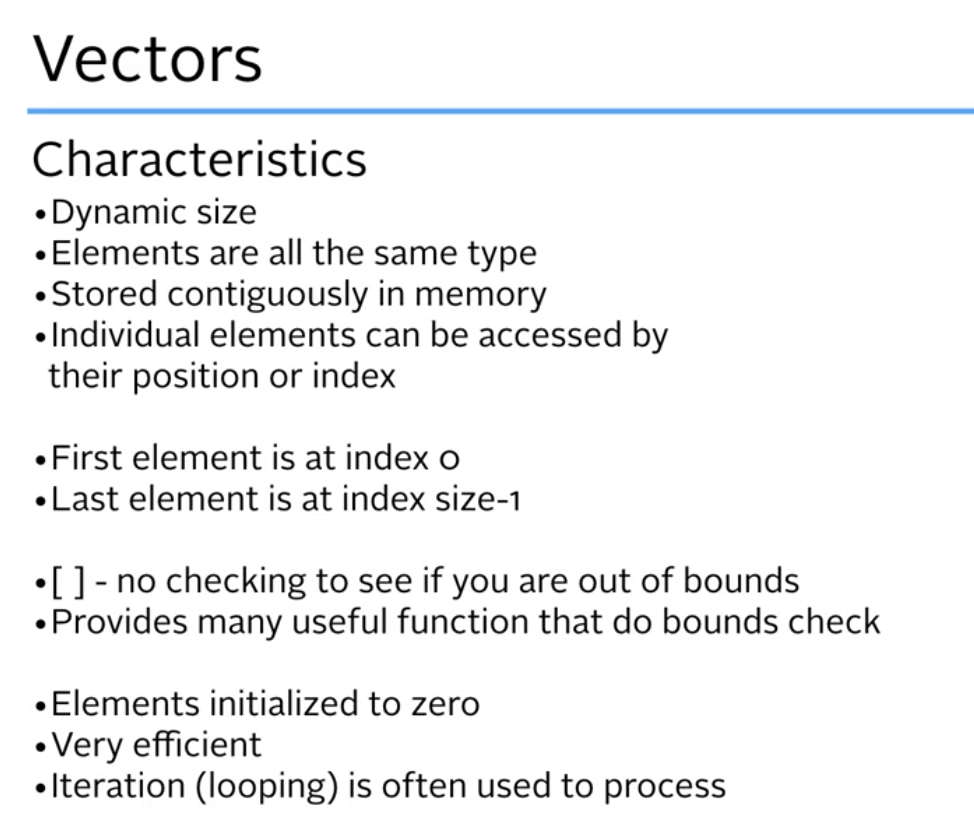 Vectors
Characteristics
•Dynamic size
•Elements are all the same type
•Stored contiguously in memory
•Individual elements can be accessed by
their position or index
•First element is at index 0
•Last element is at index size-1
•[ ] - no checking to see if you are out of bounds
•Provides many useful function that do bounds check
•Elements initialized to zero
•Very efficient
•Iteration (looping) is often used to process